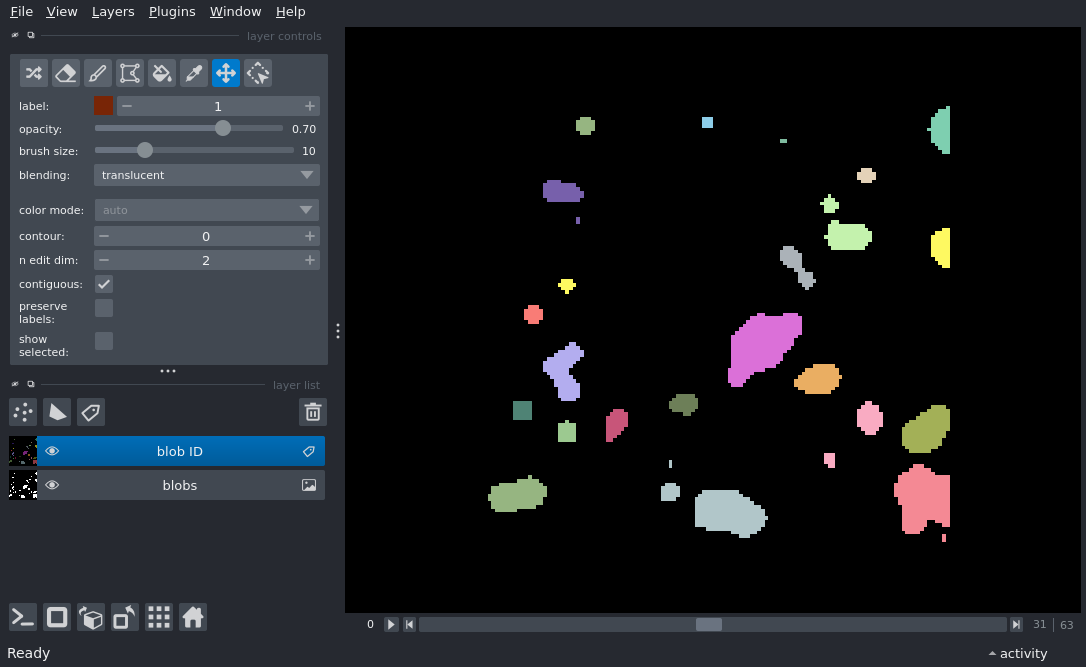 File View Layers Plugins Window Help
layer controls
label: 1
opacity: 0.70
brush size: 10
blending: translucent
color mode: auto
contour: 0
n edit dim: 2
contiguous:
preserve
labels:
show
selected:
layer list
blob ID
blobs
0 31 63
Ready activity